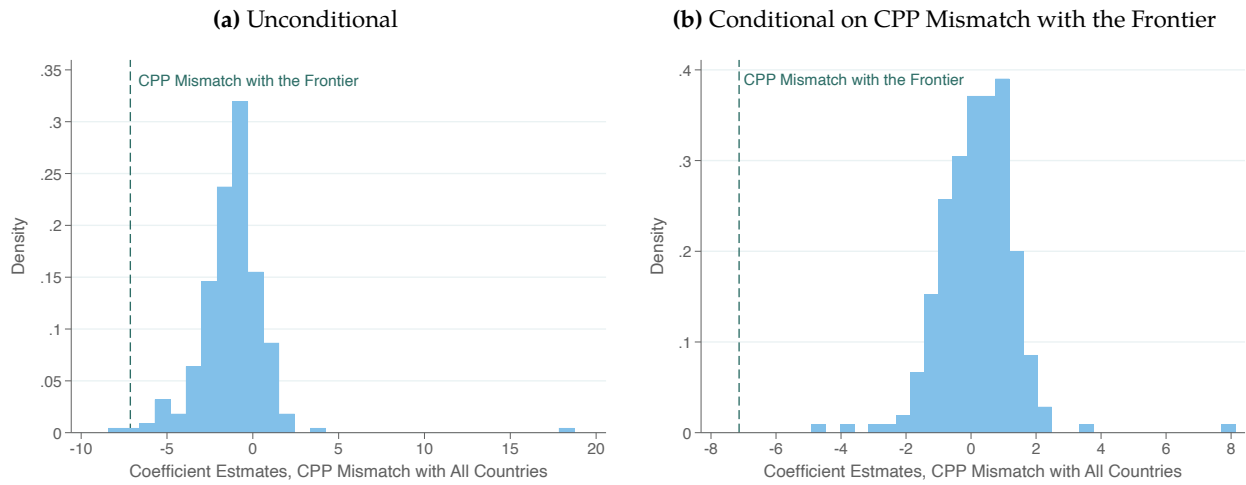 (a) Unconditional
.35
.3
.25
.2
.15
.1
.05
0
Density
CPP Mismatch with the Frontier
-10 -5 0 5 10 15 20
Coefficient Estmates, CPP Mismatch with All Countries
(b) Conditional on CPP Mismatch with the Frontier
.4
.3
.2
.1
0
Density
CPP Mismatch with the Frontier
-8 -6 -4 -2 0 2 4 6 8
Coefficient Estmates, CPP Mismatch with All Countries